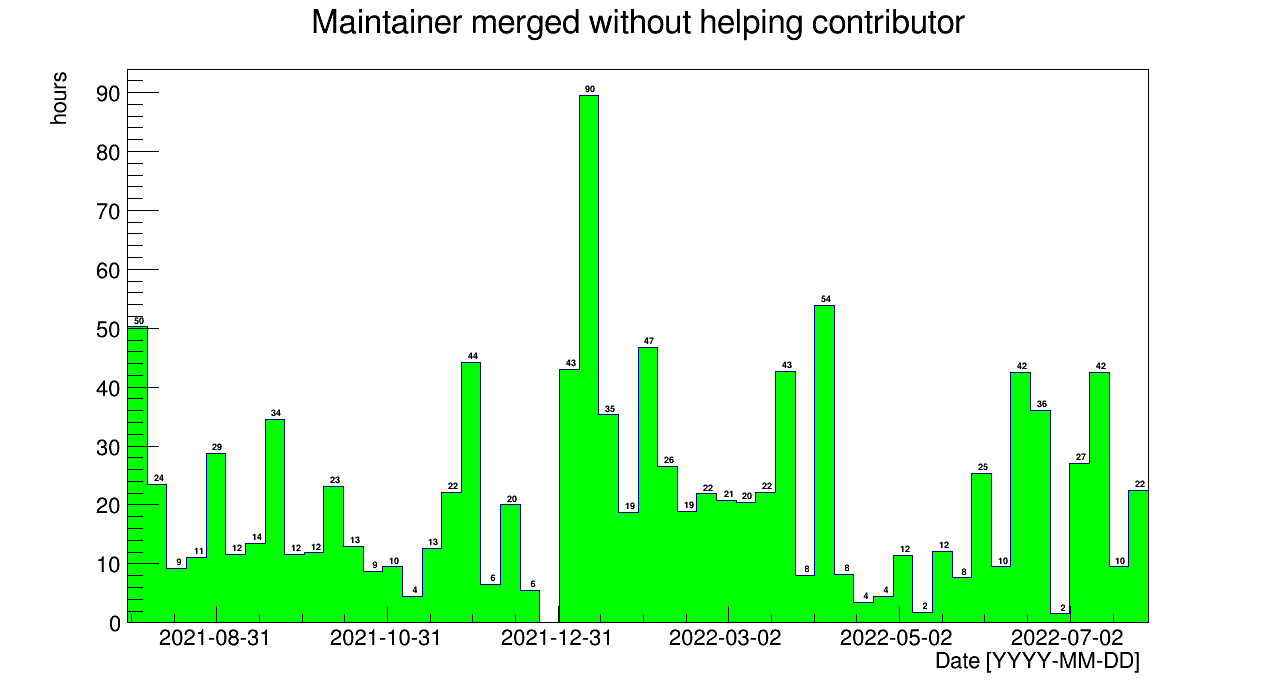 Maintainer merged without helping contributor
hours
90
80
70
60
50
40
30
20
10
0
50 24 9 11 29 12 14 34 12 12 23 13 9 10 4 13 22 44 6 20 6 43 90 35 19 47 26 19 22 21 20 22 43 8 54 8 4 4 12 2 12 8 25 10 42 36 2 27 42 10 22
2021-08-31 2021-10-31 2021-12-31 2022-03-02 2022-05-02 2022-07-02
Date [YYYY-MM-DD]